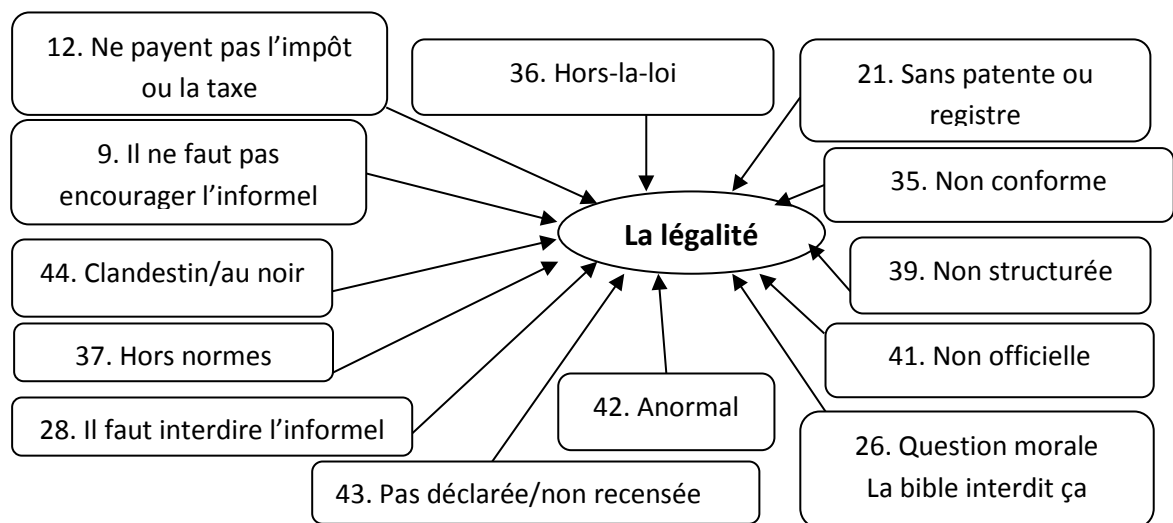 12. Ne payent pas l’impôt
ou la taxe
36. Hors-la-loi
21. Sans patente ou
registre
9. Il ne faut pas
encourager l’informel
35. Non conforme
La légalité
44. Clandestin/au noir
39. Non structurée
37. Hors normes
41. Non officielle
28. Il faut interdire l’informel
42. Anormal
26. Question morale
La bible interdit ça
43. Pas déclarée/non recensée